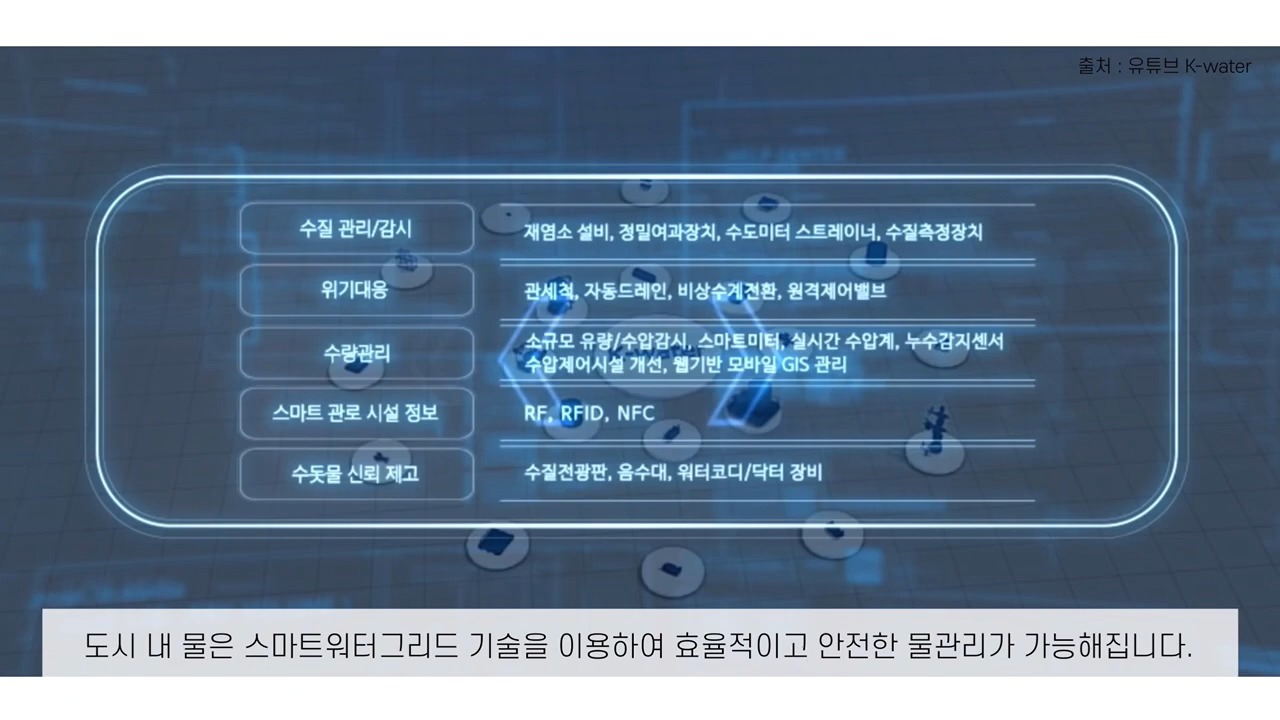 출처 : 유튜브 K-water
수질 관리/감시
재염소 설비, 정밀여과장치, 수도미터 스트레이너, 수질측정장치
위기대응
관세척, 자동드레인, 비상수계전환, 원격제어밸브
수량관리
소규모 유량/수압감시, 스마트미터, 실시간 수압계, 누수감지센서
수압제어시설 개선, 웹기반 모바일 GIS 관리
스마트 관로 시설 정보
RF, RFID, NFC
수돗물 신뢰 제고
수질전광판, 음수대, 워터코디/닥터 장비
도시 내 물은 스마트워터그리드 기술을 이용하여 효율적이고 안전한 물관리가 가능해집니다.